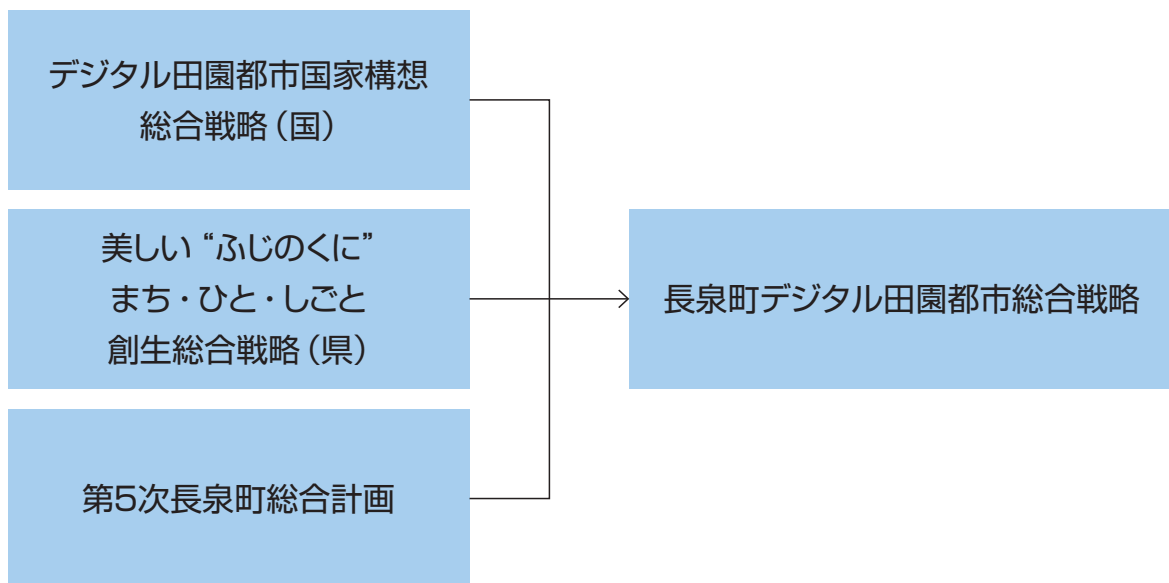 デジタル田園都市国家構想
総合戦略（国）
美しい “ふじのくに”
まち・ひと・しごと
創生総合戦略（県）
第5次長泉町総合計画
長泉町デジタル田園都市総合戦略